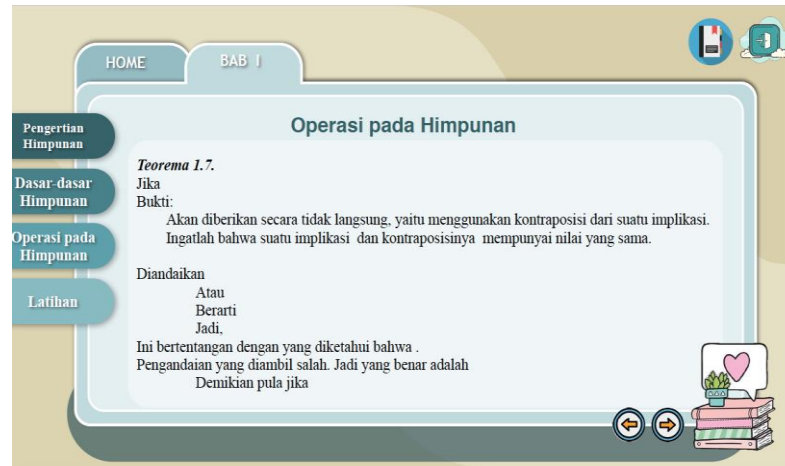 HOME
BAB I
Operasi pada Himpunan
Pengertian
Himpunan
Dasar-dasar
Himpunan
Operasi pada
Himpunan
Latihan
Teorema 1.7.
Jika
Bukti:
Akan diberikan secara tidak langsung, yaitu menggunakan kontraposisi dari suatu implikasi.
Ingatlah bahwa suatu implikasi dan kontraposisinya mempunyai nilai yang sama.
Diandaikan
Atau
Berarti
Jadi,
Ini bertentangan dengan yang diketahui bahwa .
Pengandaian yang diambil salah. Jadi yang benar adalah
Demikian pula jika